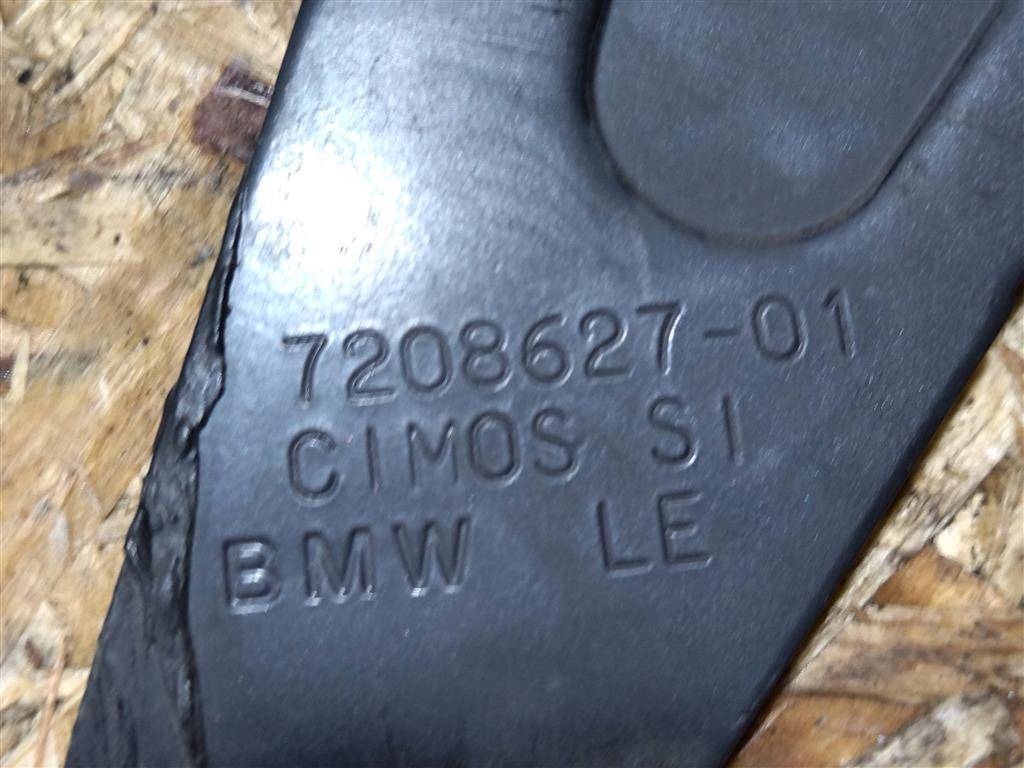 7208627-01
CIMOS SI
BMW LE